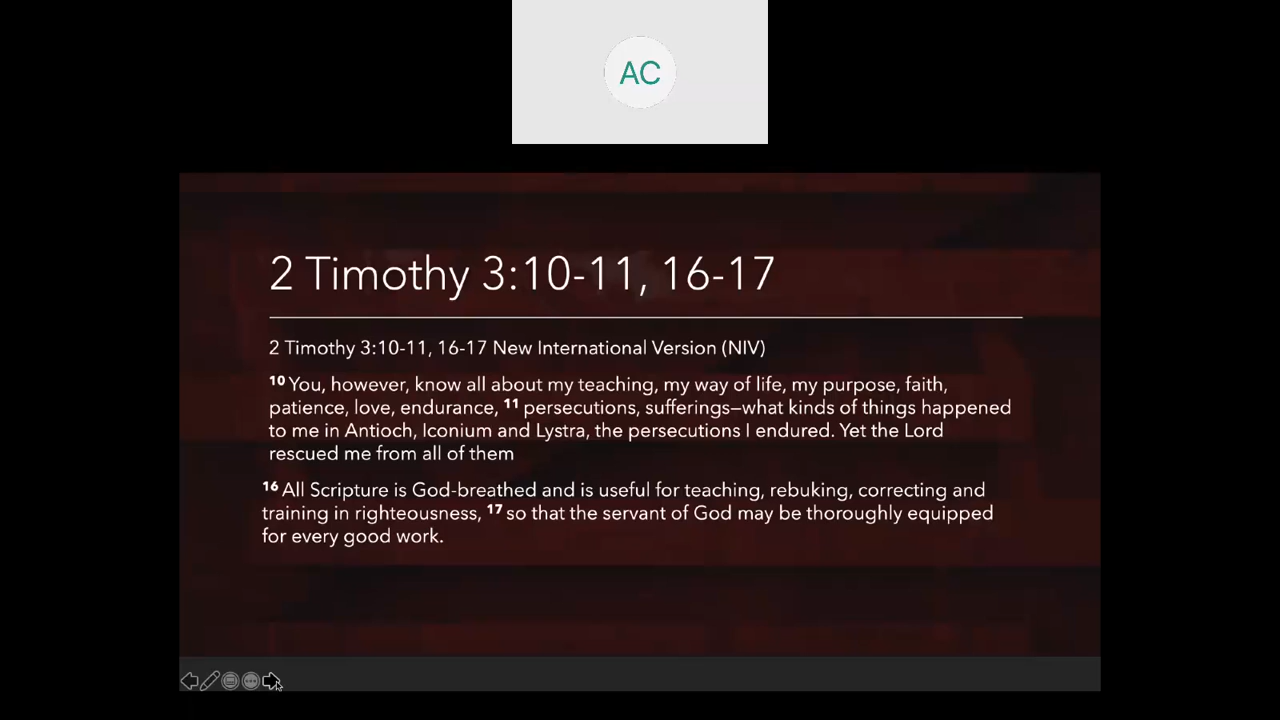 AC
2 Timothy 3:10-11, 16-17
2 Timothy 3:10-11, 16-17 New International Version (NIV)
10 You, however, know all about my teaching, my way of life, my purpose, faith,
patience, love, endurance, 11 persecutions, sufferings—what kinds of things happened
to me in Antioch, Iconium and Lystra, the persecutions I endured. Yet the Lord
rescued me from all of them
16 All Scripture is God-breathed and is useful for teaching, rebuking, correcting and
training in righteousness, 17 so that the servant of God may be thoroughly equipped
for every good work.